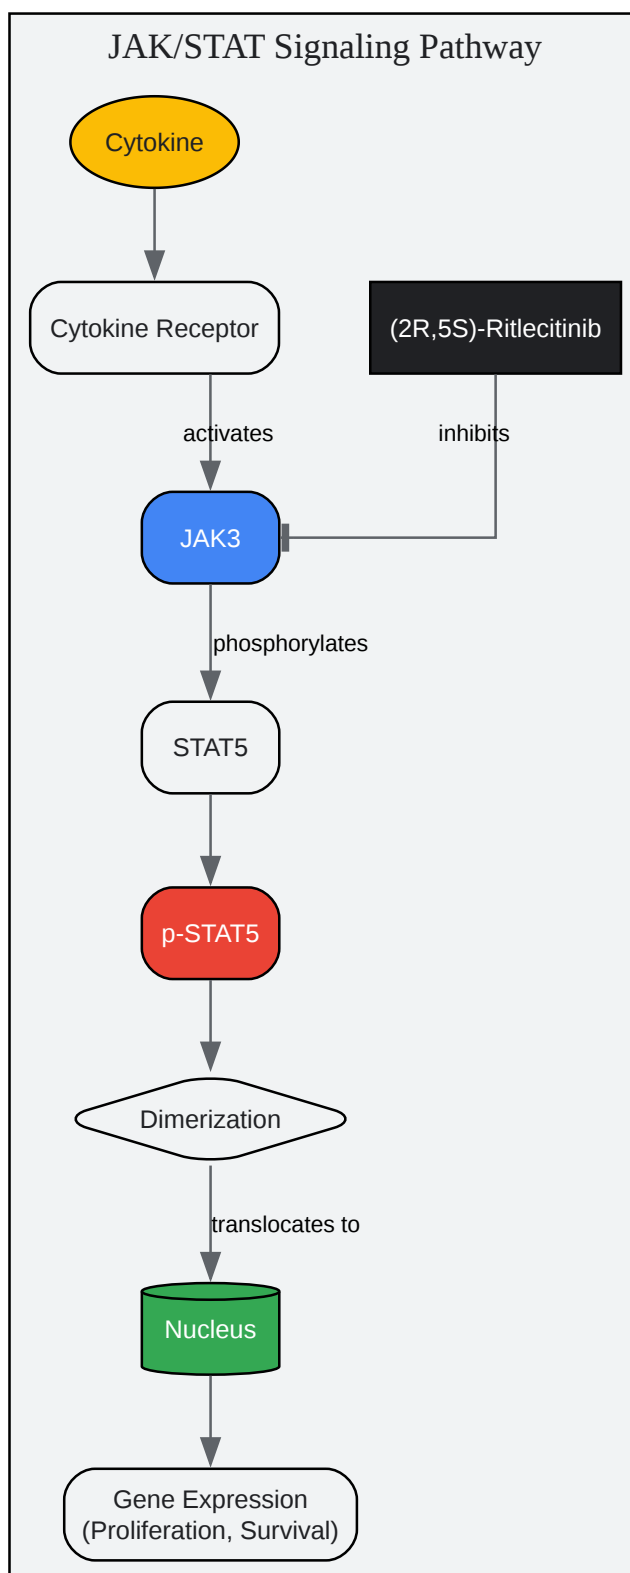 JAK/STAT Signaling Pathway
Cytokine
Cytokine Receptor
(2R,5S)-Ritlecitinib
activates
inhibits
JAK3
phosphorylates
STAT5
p-STAT5
Dimerization
translocates to
Nucleus
Gene Expression
(Proliferation, Survival)